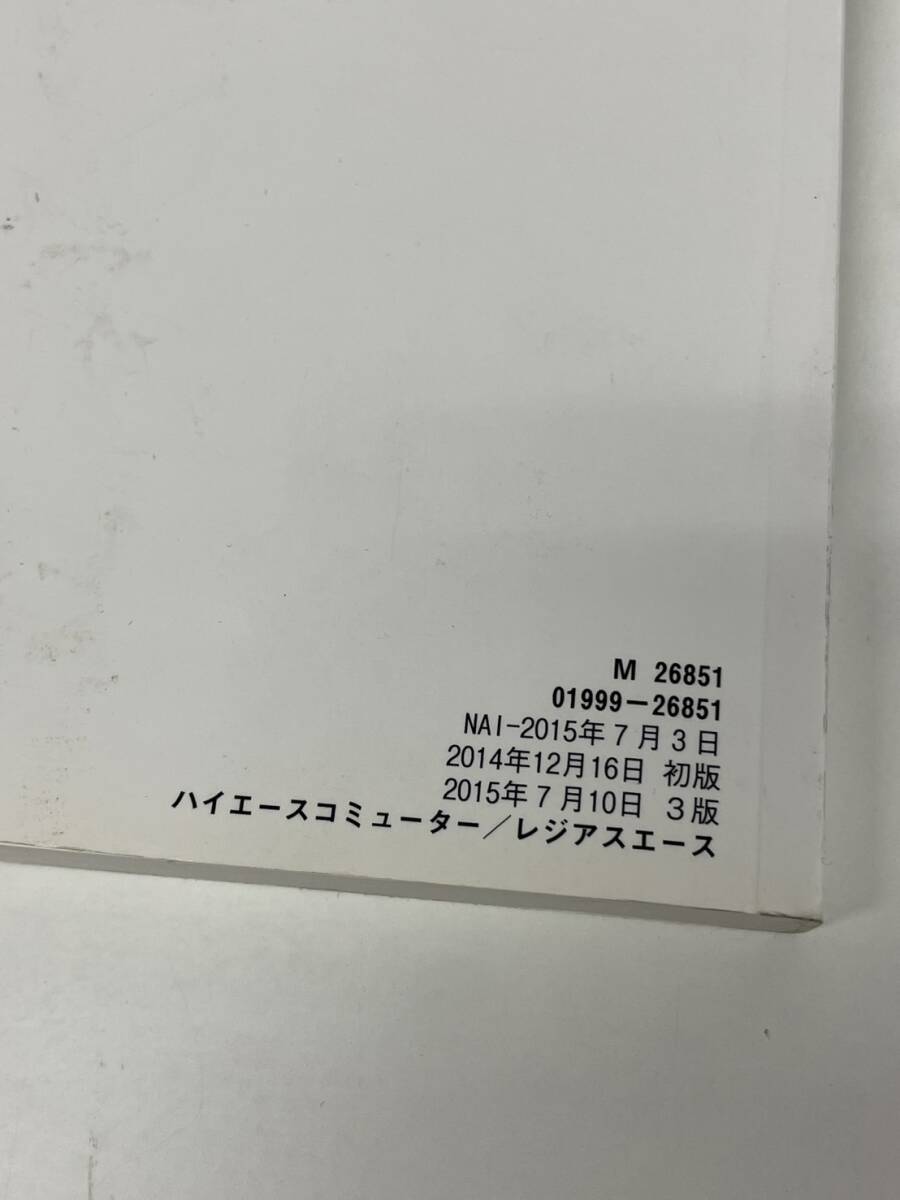 M 26851
01999-26851
NAI-2015年7月3日
2014年12月16日 初版
2015年7月10日 3版
ハイエースコミューター/レジアスエース